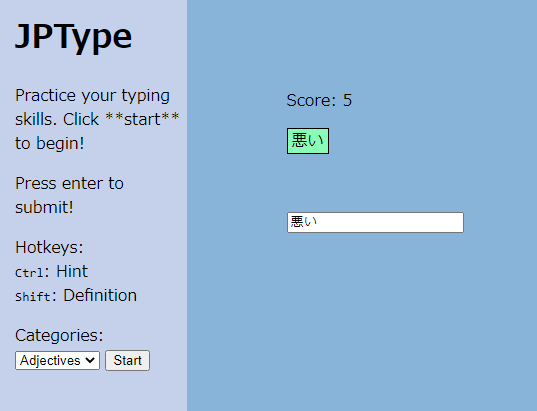 JPType
Practice your typing
skills. Click **start**
to begin!
Press enter to
submit!
Hotkeys:
Ctrl: Hint
Shift: Definition
Categories:
Adjectives Start
Score: 5
悪い
悪い